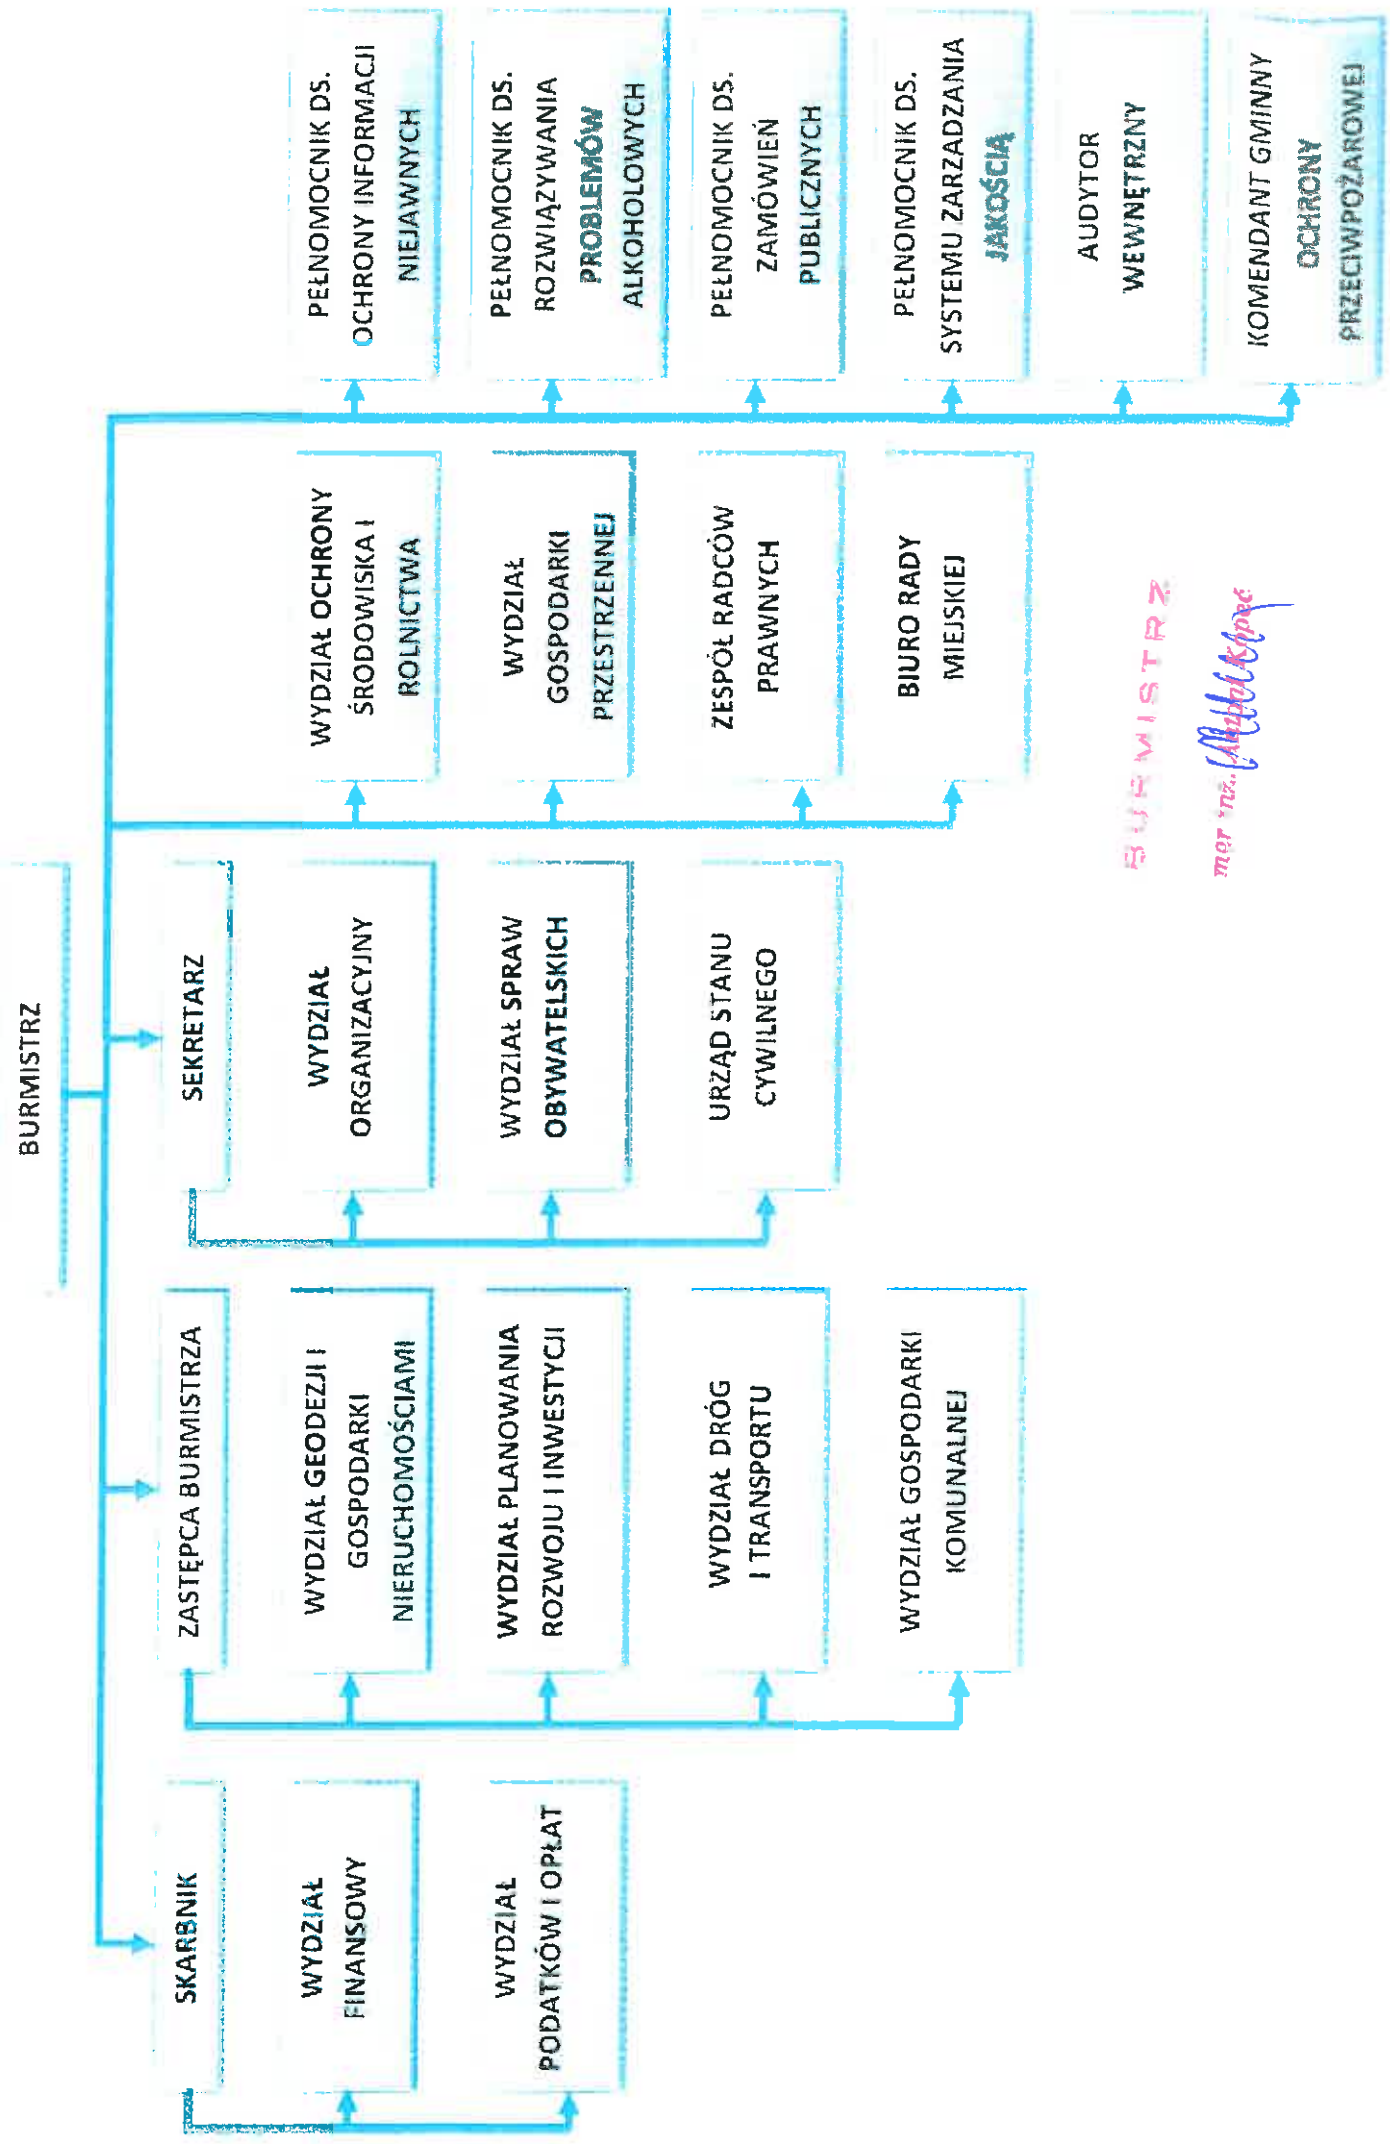 BURMISTRZ
SKARBNIK
WYDZIAŁ
FINANSOWY
WYDZIAŁ
PODATKÓW I OPŁAT
ZASTĘPCA BURMISTRZA
WYDZIAŁ GEODEZJI I
GOSPODARKI
NIERUCHOMOŚCIAMI
WYDZIAŁ PLANOWANIA
ROZWOJU I INWESTYCJI
WYDZIAŁ DRÓG
I TRANSPORTU
WYDZIAŁ GOSPODARKI
KOMUNALNEJ
SEKRETARZ
WYDZIAŁ
ORGANIZACYJNY
WYDZIAŁ SPRAW
OBYWATELSKICH
URZĄD STANU
CYWILNEGO
WYDZIAŁ OCHRONY
ŚRODOWISKA I
ROLNICTWA
WYDZIAŁ
GOSPODARKI
PRZESTRZENNEJ
ZESPÓŁ RADCÓW
PRAWNYCH
BIURO RADY
MIEJSKIEJ
PEŁNOMOCNIK DS.
OCHRONY INFORMACJI
NIEJAWNYCH
PEŁNOMOCNIK DS.
ROZWIĄZYWANIA
PROBLEMÓW
ALKOHOLOWYCH
PEŁNOMOCNIK DS.
ZAMÓWIEŃ
PUBLICZNYCH
PEŁNOMOCNIK DS.
SYSTEMU ZARZADZANIA
JAKOŚCIĄ
AUDYTOR
WEWNĘTRZNY
KOMENDANT GMINNY
OCHRONY
PRZECIWPOŻAROWEJ
BURMISTRZ
mgr inż.